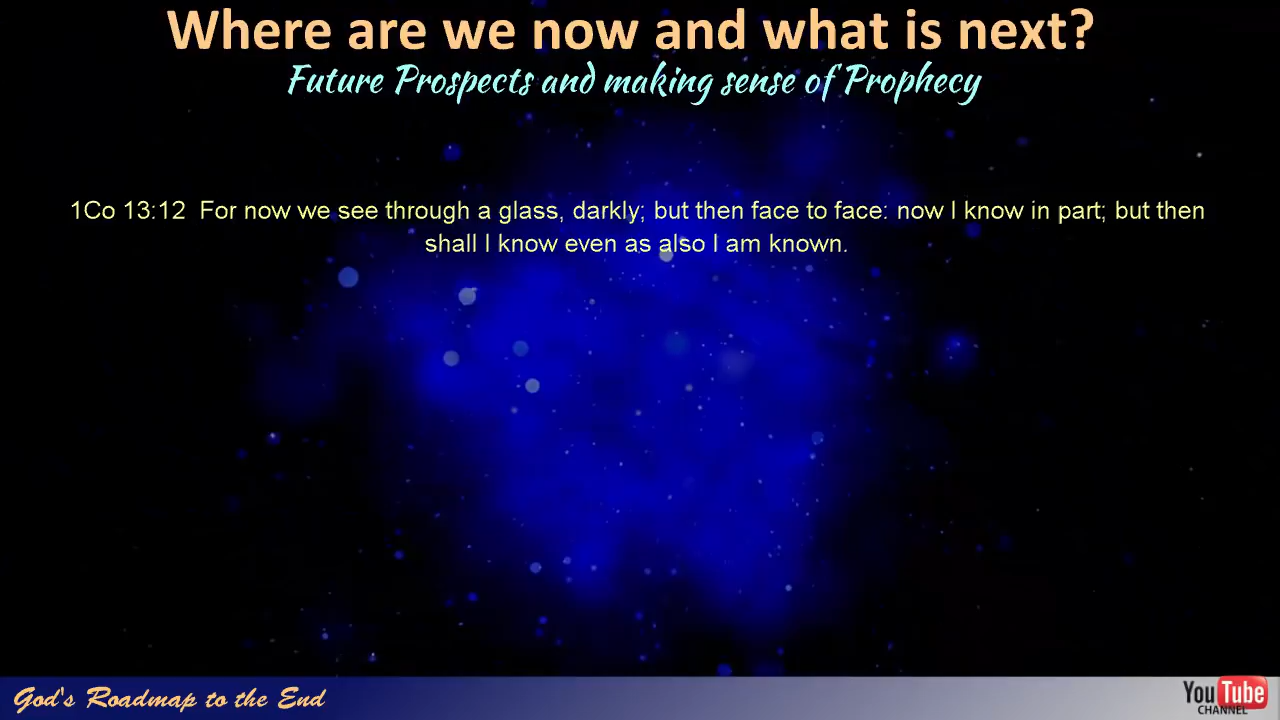 Where are we now and what is next?
Future Prospects and making sense of Prophecy
1Co 13:12  For now we see through a glass, darkly; but then face to face: now I know in part; but then
shall I know even as also I am known.
God's Roadmap to the End
YouTube
CHANNEL